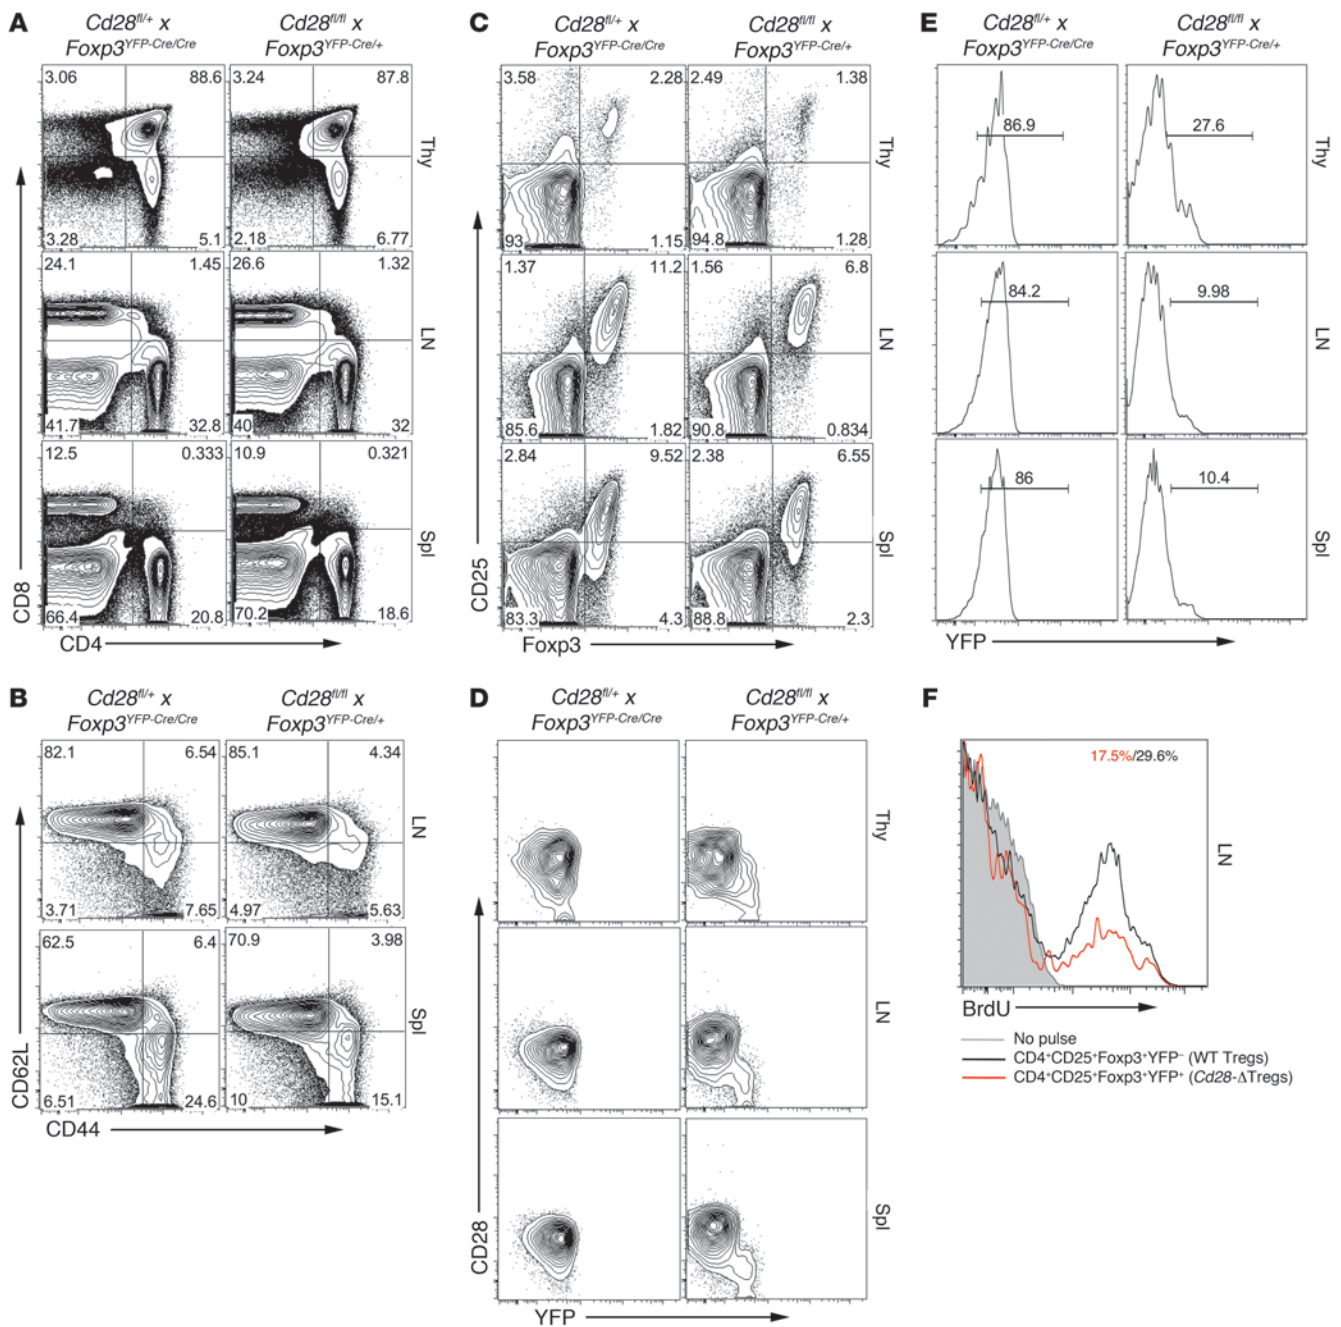 A
Cd28fl/+ x
Foxp3YFP-Cre/Cre
Cd28fl/fl x
Foxp3YFP-Cre/+
3.06 88.6
3.28 5.1
3.24 87.8
2.18 6.77
Thy
24.1 1.45
41.7 32.8
26.6 1.32
40 32
LN
12.5 0.333
66.4 20.8
10.9 0.321
70.2 18.6
Spl
CD8
CD4
B
Cd28fl/+ x
Foxp3YFP-Cre/Cre
Cd28fl/fl x
Foxp3YFP-Cre/+
82.1 6.54
3.71 7.65
85.1 4.34
4.97 5.63
LN
62.5 6.4
6.51 24.6
70.9 3.98
10 15.1
Spl
CD62L
CD44
C
Cd28fl/+ x
Foxp3YFP-Cre/Cre
Cd28fl/fl x
Foxp3YFP-Cre/+
3.58 2.28
93 1.15
2.49 1.38
94.8 1.28
Thy
1.37 11.2
85.6 1.82
1.56 6.8
90.8 0.834
LN
2.84 9.52
83.3 4.3
2.38 6.55
88.8 2.3
Spl
CD25
Foxp3
D
Cd28fl/+ x
Foxp3YFP-Cre/Cre
Cd28fl/fl x
Foxp3YFP-Cre/+
Thy
LN
Spl
CD28
YFP
E
Cd28fl/+ x
Foxp3YFP-Cre/Cre
Cd28fl/fl x
Foxp3YFP-Cre/+
86.9
27.6
Thy
84.2
9.98
LN
86
10.4
Spl
YFP
F
17.5%/29.6%
LN
BrdU
No pulse
CD4+CD25+Foxp3+YFP− (WT Tregs)
CD4+CD25+Foxp3+YFP+ (Cd28-ΔTregs)